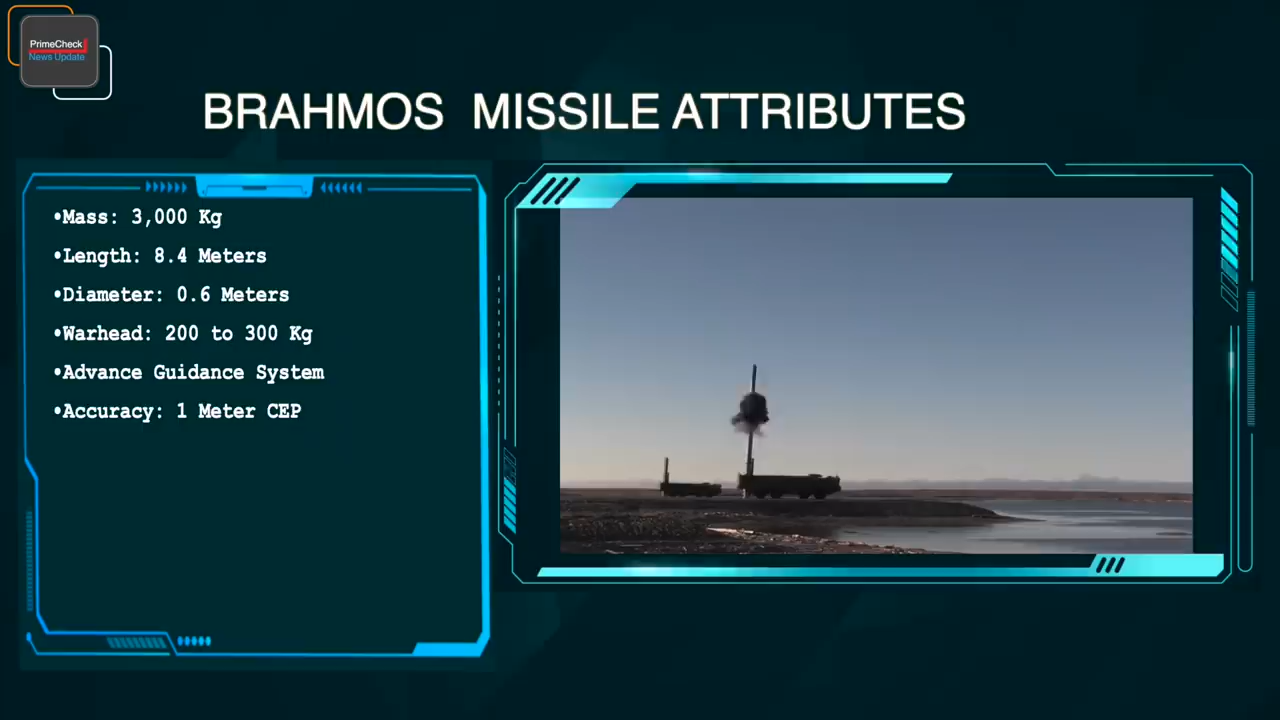 PrimeCheck
News Update
BRAHMOS MISSILE ATTRIBUTES
•Mass: 3,000 Kg
•Length: 8.4 Meters
•Diameter: 0.6 Meters
•Warhead: 200 to 300 Kg
•Advance Guidance System
•Accuracy: 1 Meter CEP